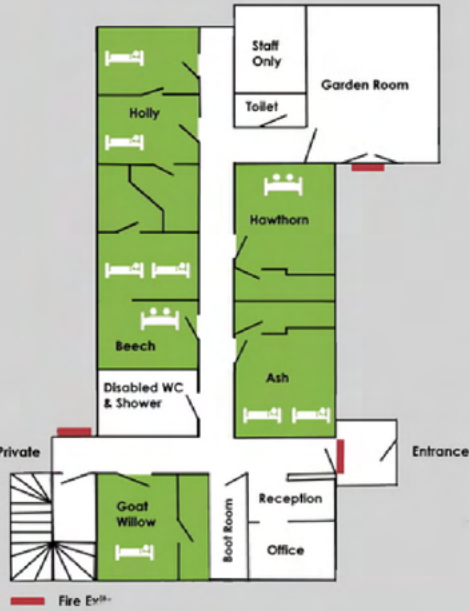 Staff
Only
Garden Room
Toilet
Holly
Hawthorn
Beech
Ash
Disabled WC
& Shower
Private
Entrance
Goat
Willow
Boot Room
Reception
Office
Fire